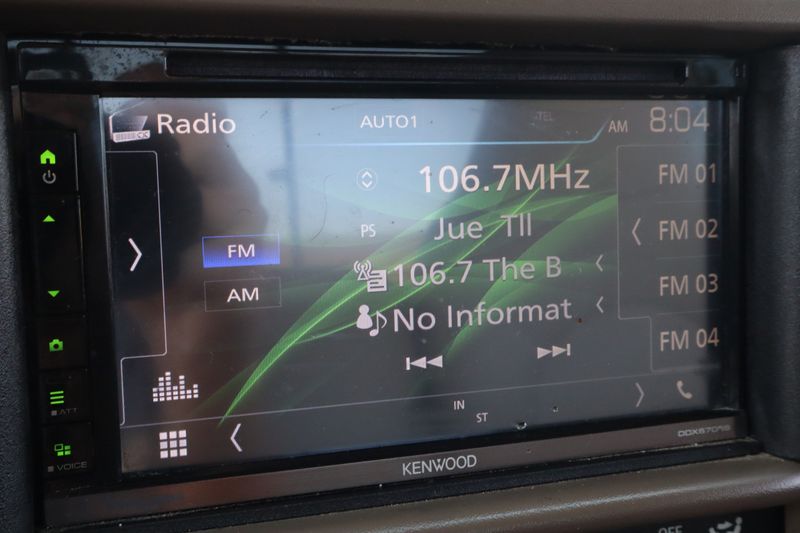 Radio
AUTO1
TEL
AM 8:04
106.7MHz
FM 01
PS Jue Tll
FM 02
FM
106.7 The B
AM
FM 03
No Informat
FM 04
IN
ST
ATT
VOICE
KENWOOD
OFF